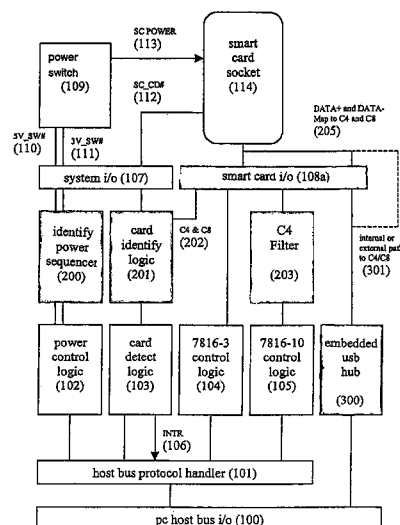 SC POWER
(113)
power
switch
(109)
smart
card
socket
(114)
SC_CD#
(112)
DATA+ and DATA-
Map to C4 and C8
(205)
5V_SW#
(110)
3V_SW#
(111)
system i/o (107)
smart card i/o (108a)
identify
power
sequencer
(200)
card
identify
logic
(201)
C4 & C8
(202)
C4
Filter
(203)
internal or
external path
to C4/C8
(301)
power
control
logic
(102)
card
detect
logic
(103)
7816-3
control
logic
(104)
7816-10
control
logic
(105)
embedded
usb
hub
(300)
INTR
(106)
host bus protocol handler (101)
pc host bus i/o (100)